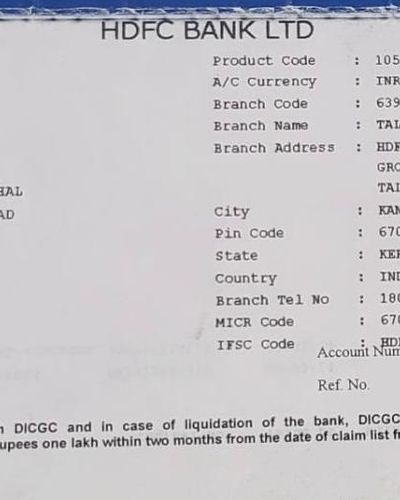 HDFC BANK LTD
Product Code : 105
A/C Currency : INR
Branch Code : 639
Branch Name : TAL
Branch Address : HDF
GRO
HAL TAL
AD City : KAN
Pin Code : 670
State : KER
Country : IND
Branch Tel No : 180
MICR Code : 670
IFSC Code : HDF
Account Num
Ref. No.
DICGC and in case of liquidation of the bank, DICGC
upees one lakh within two months from the date of claim list f